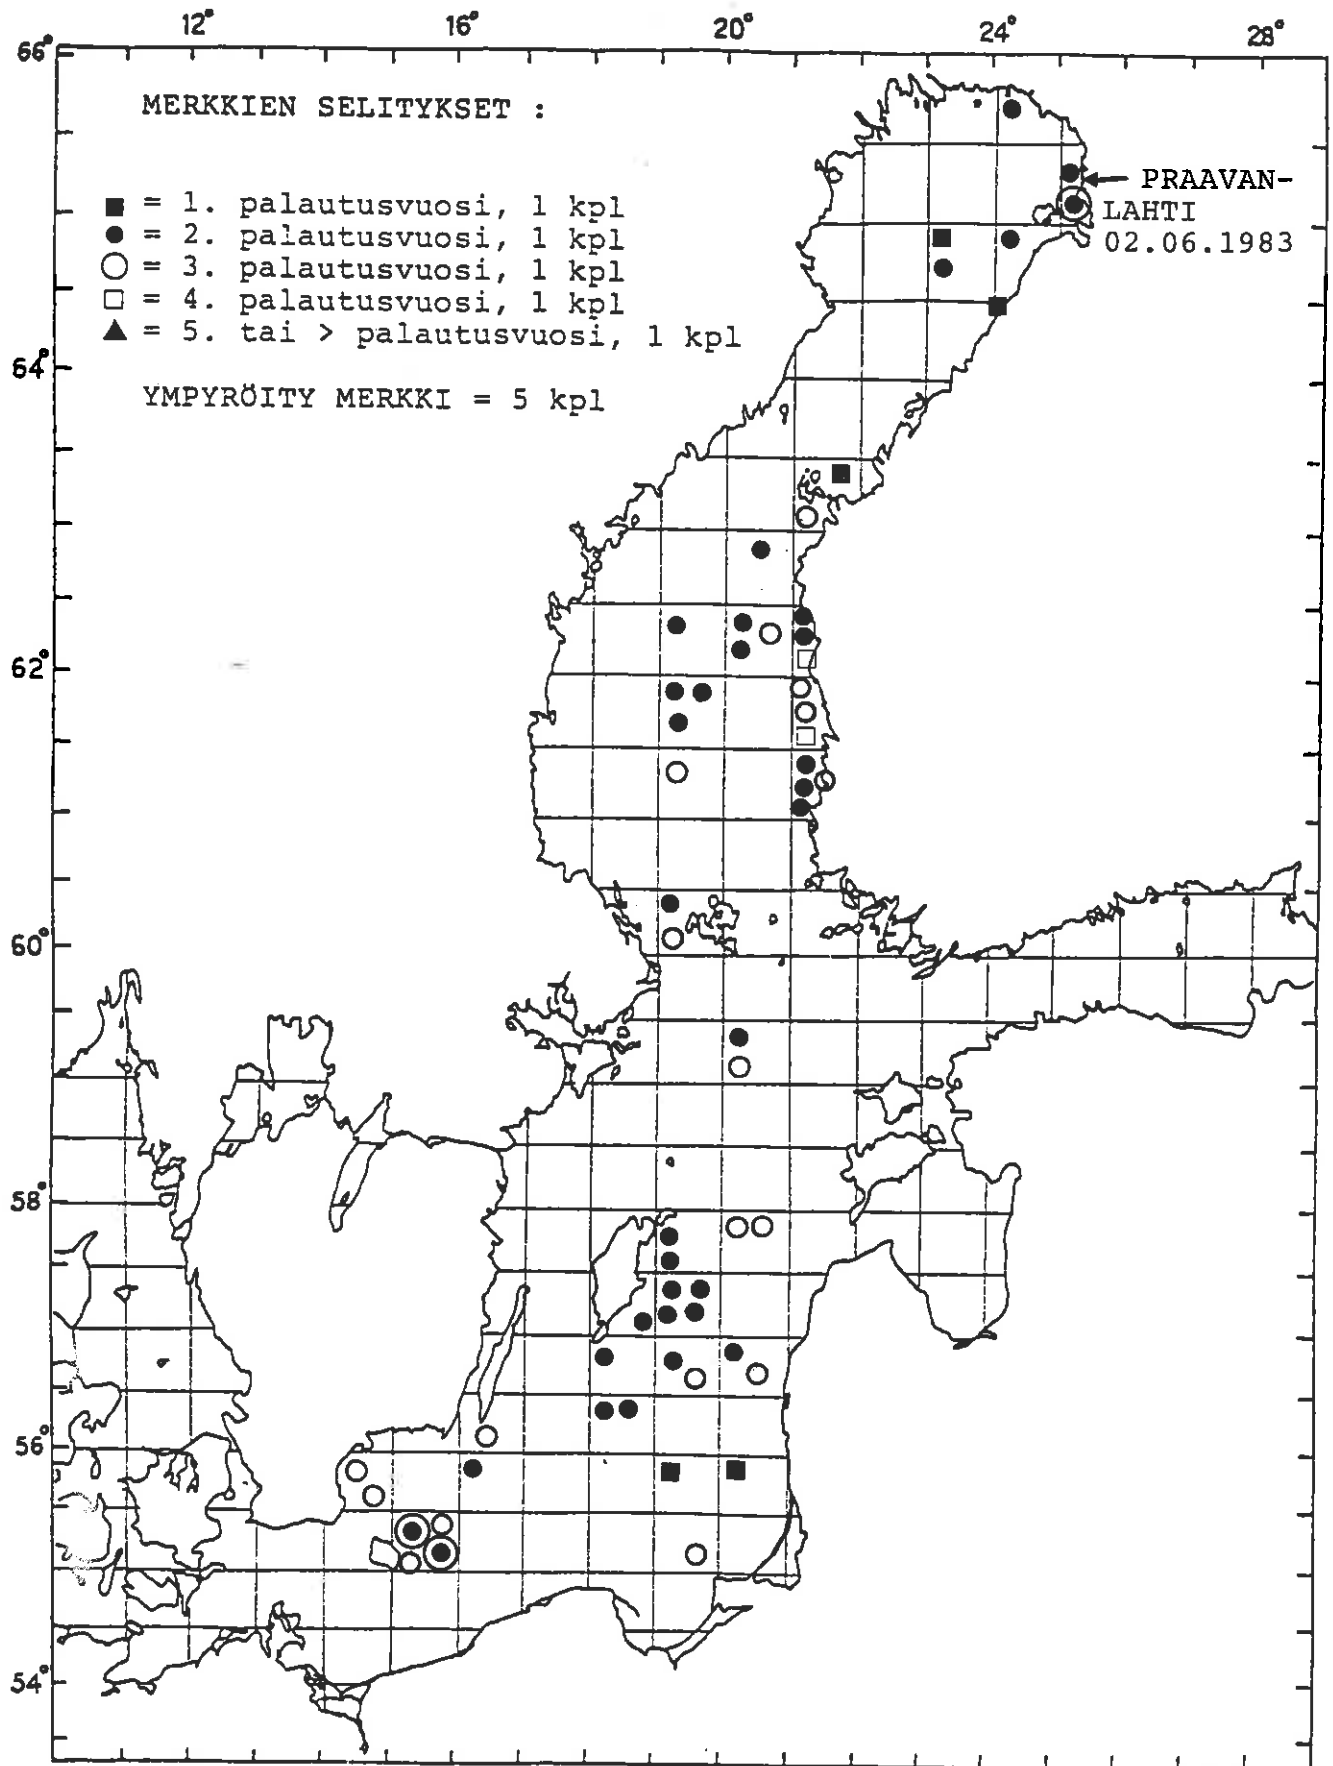 12° 16° 20° 24° 28°
66°
MERKKIEN SELITYKSET :
■ = 1. palautusvuosi, 1 kpl
● = 2. palautusvuosi, 1 kpl
○ = 3. palautusvuosi, 1 kpl
□ = 4. palautusvuosi, 1 kpl
▲ = 5. tai > palautusvuosi, 1 kpl
YMPYRÖITY MERKKI = 5 kpl
PRAAVAN-
LAHTI
02.06.1983
64°
62°
60°
58°
56°
54°